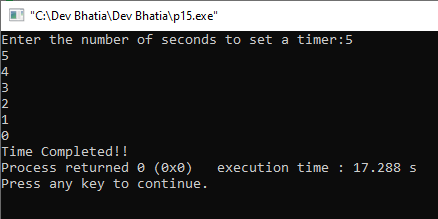 "C:\Dev Bhatia\Dev Bhatia\p15.exe"
Enter the number of seconds to set a timer:5
5
4
3
2
1
0
Time Completed!!
Process returned 0 (0x0)   execution time : 17.288 s
Press any key to continue.